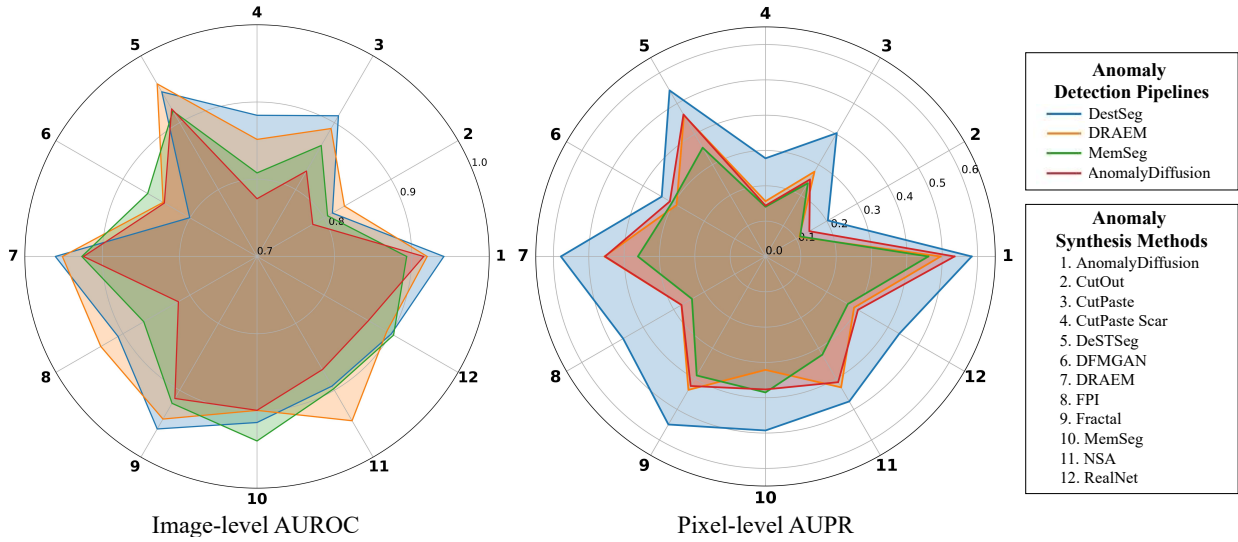 4
5
3
6
2
1.0
0.9
0.8
7
0.7
1
8
12
9
11
10
Image-level AUROC
4
5
3
6
2
0.6
0.5
0.4
0.3
0.2
0.1
7
0.0
1
8
12
9
11
10
Pixel-level AUPR
Anomaly
Detection Pipelines
DestSeg
DRAEM
MemSeg
AnomalyDiffusion
Anomaly
Synthesis Methods
1. AnomalyDiffusion
2. CutOut
3. CutPaste
4. CutPaste Scar
5. DeSTSeg
6. DFMGAN
7. DRAEM
8. FPI
9. Fractal
10. MemSeg
11. NSA
12. RealNet